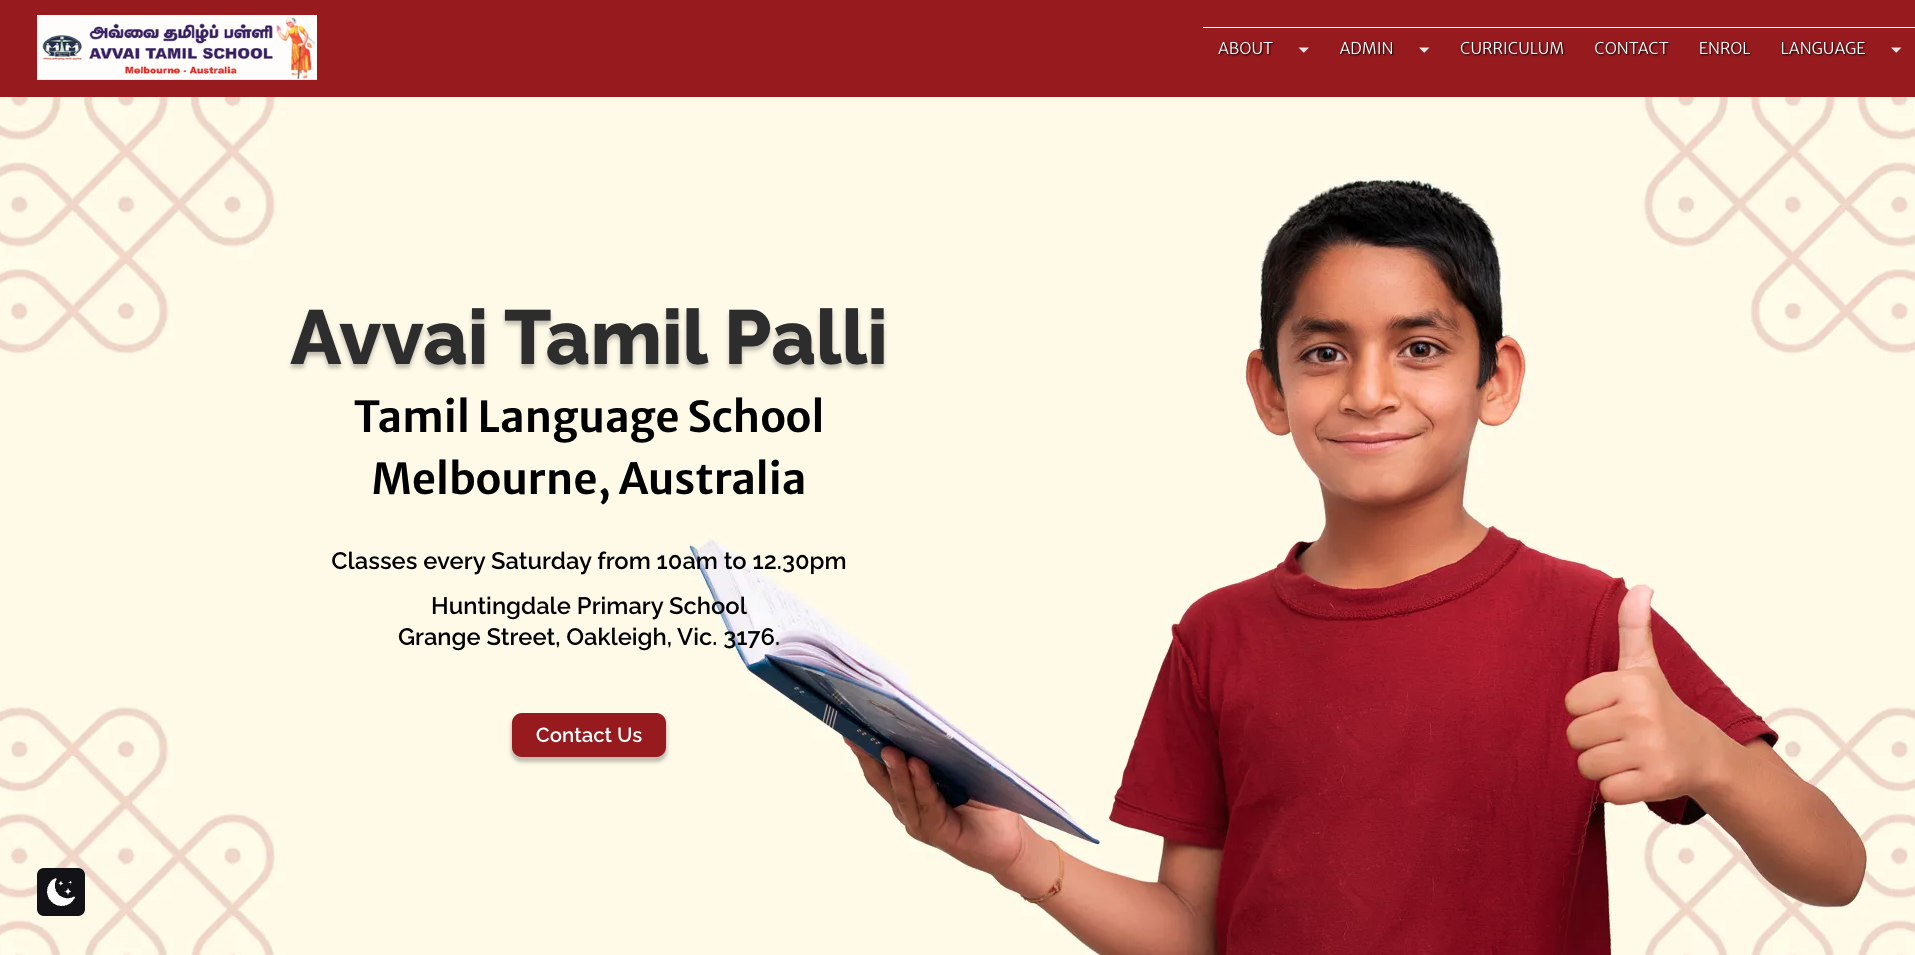 அவ்வை தமிழ்ப் பள்ளி
AVVAI TAMIL SCHOOL
Melbourne - Australia
ABOUT
ADMIN
CURRICULUM
CONTACT
ENROL
LANGUAGE
Avvai Tamil Palli
Tamil Language School
Melbourne, Australia
Classes every Saturday from 10am to 12.30pm
Huntingdale Primary School
Grange Street, Oakleigh, Vic. 3176.
Contact Us